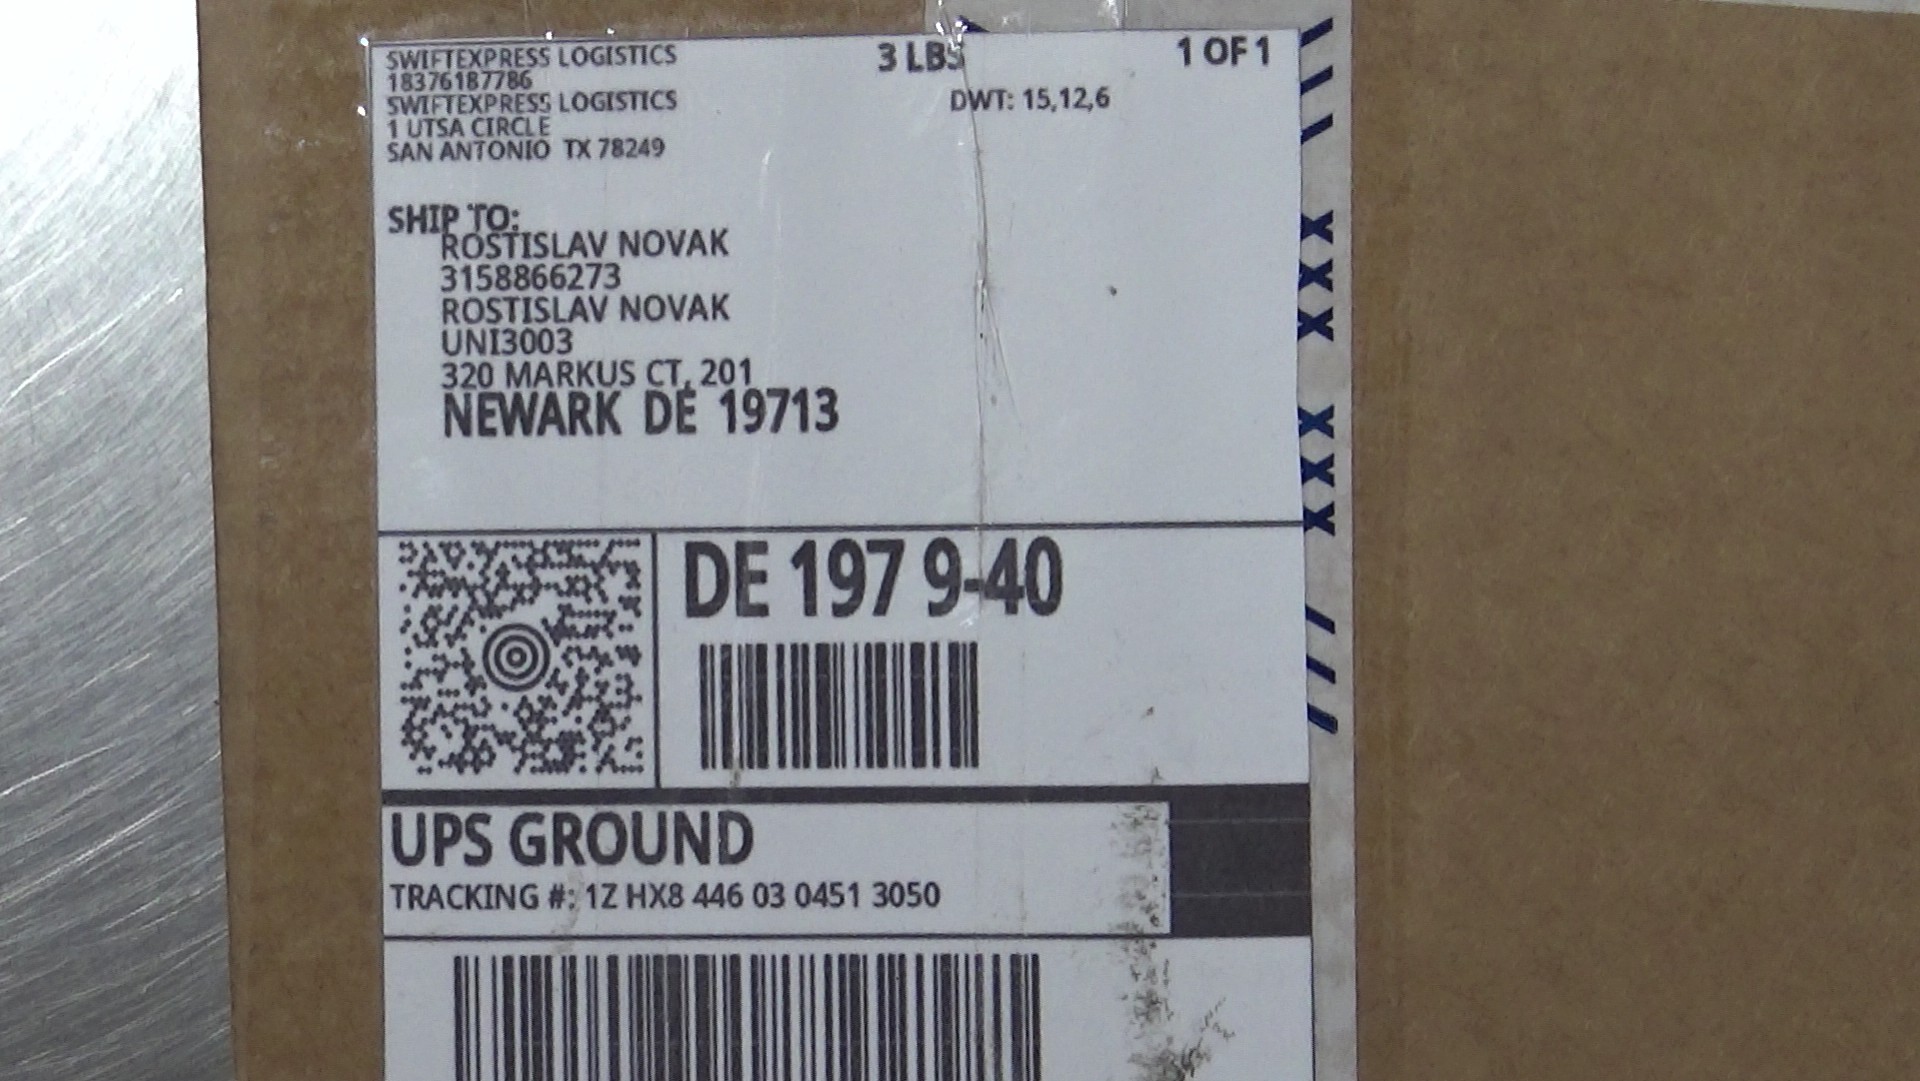 SWIFTEXPRESS LOGISTICS 3 LBS 1 OF 1
18376187786
SWIFTEXPRESS LOGISTICS DWT: 15,12,6
1 UTSA CIRCLE
SAN ANTONIO TX 78249
SHIP TO:
ROSTISLAV NOVAK
3158866273
ROSTISLAV NOVAK
UNI3003
320 MARKUS CT, 201
NEWARK DE 19713
DE 197 9-40
UPS GROUND
TRACKING #: 1Z HX8 446 03 0451 3050